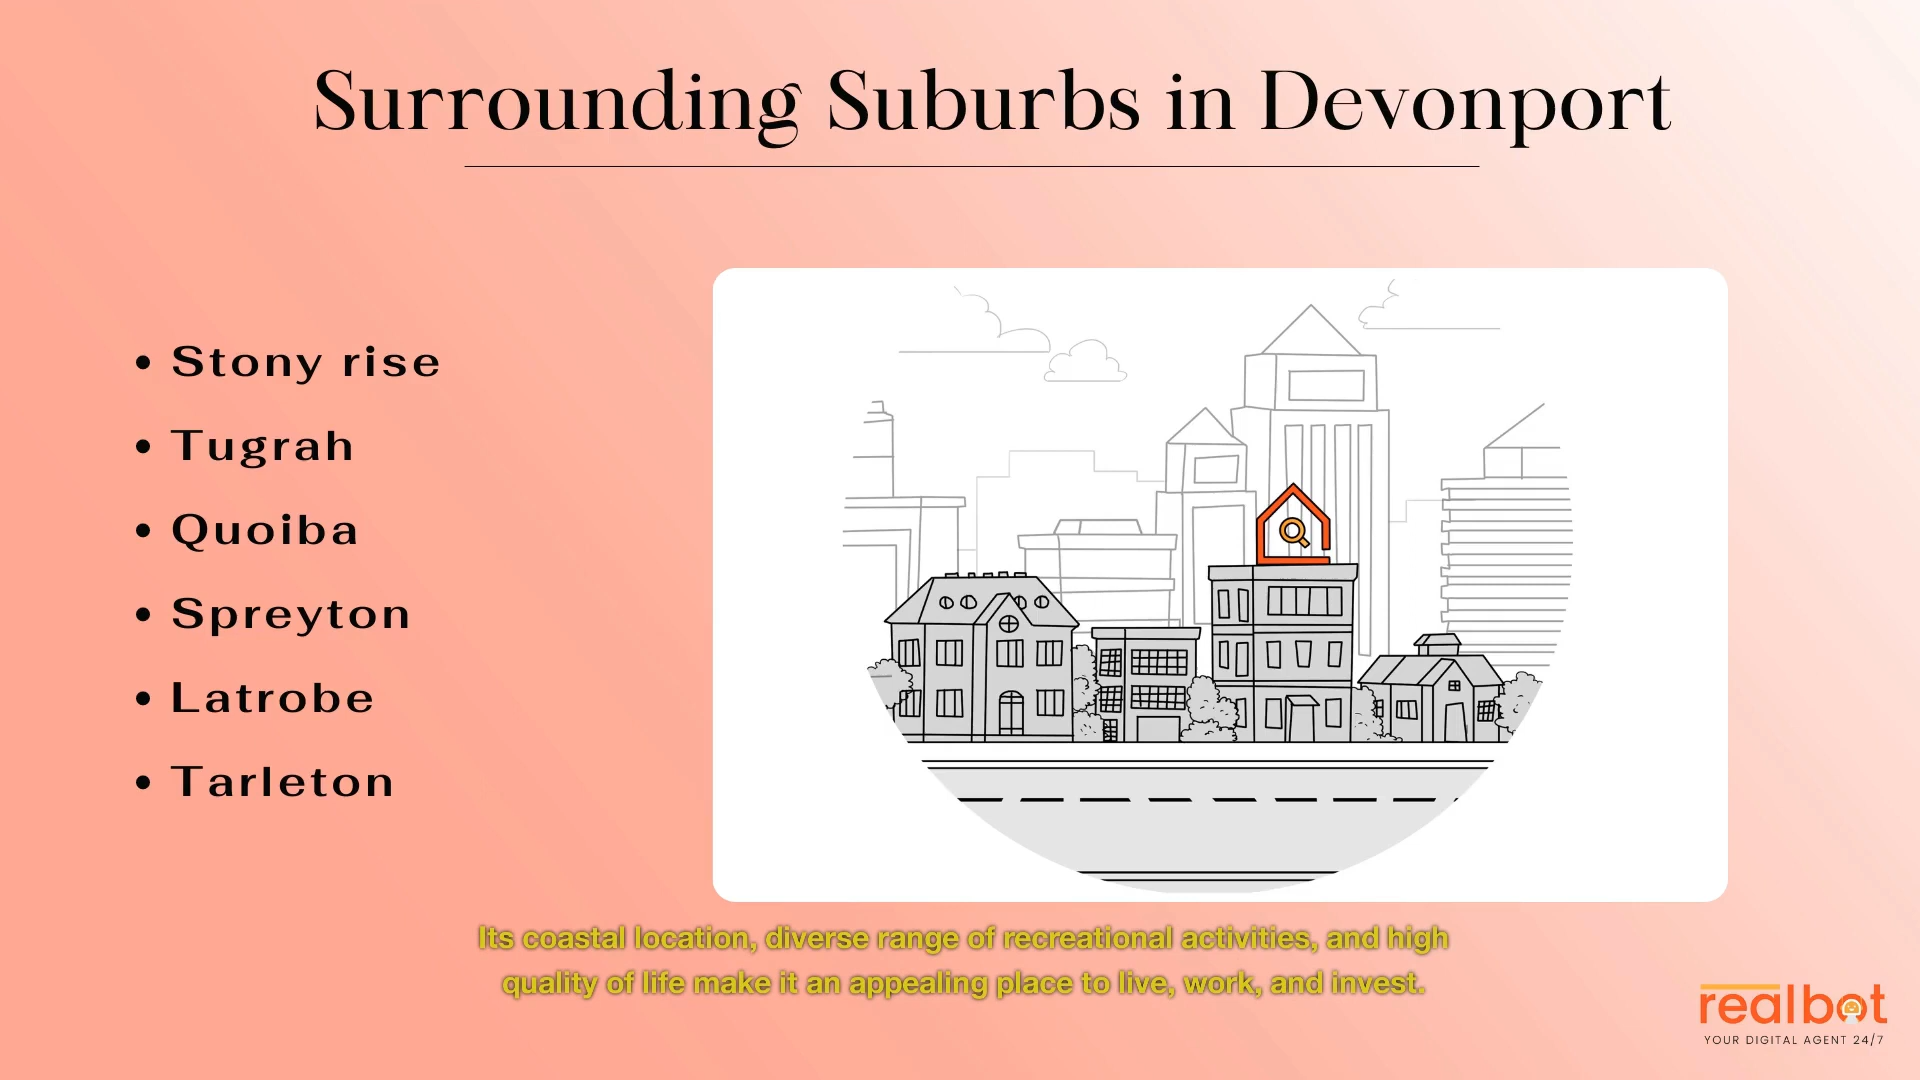 Surrounding Suburbs in Devonport
Stony rise
Tugrah
Quoiba
Spreyton
Latrobe
Tarleton
Its coastal location, diverse range of recreational activities, and high
quality of life make it an appealing place to live, work, and invest.
realbot
YOUR DIGITAL AGENT 24/7